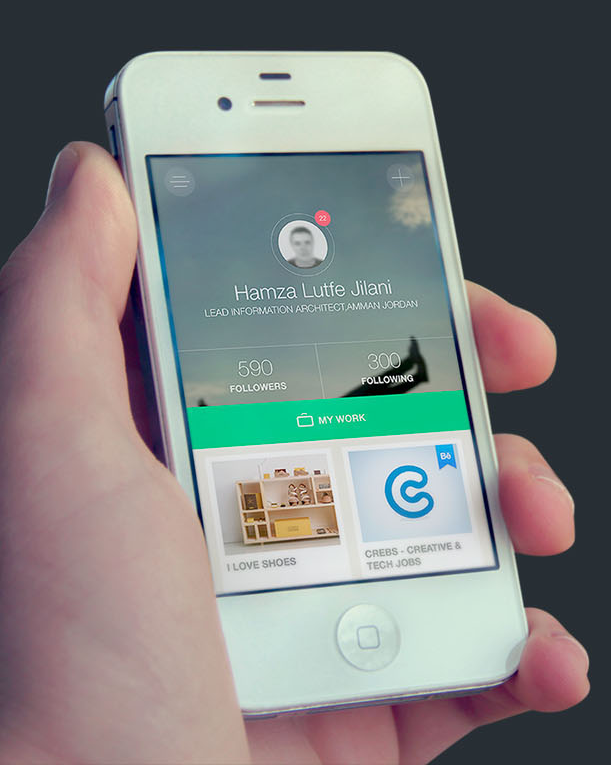 22
Hamza Lutfe Jilani
LEAD INFORMATION ARCHITECT,AMMAN JORDAN
590
FOLLOWERS
300
FOLLOWING
MY WORK
Bē
I LOVE SHOES
CREBS - CREATIVE &
TECH JOBS